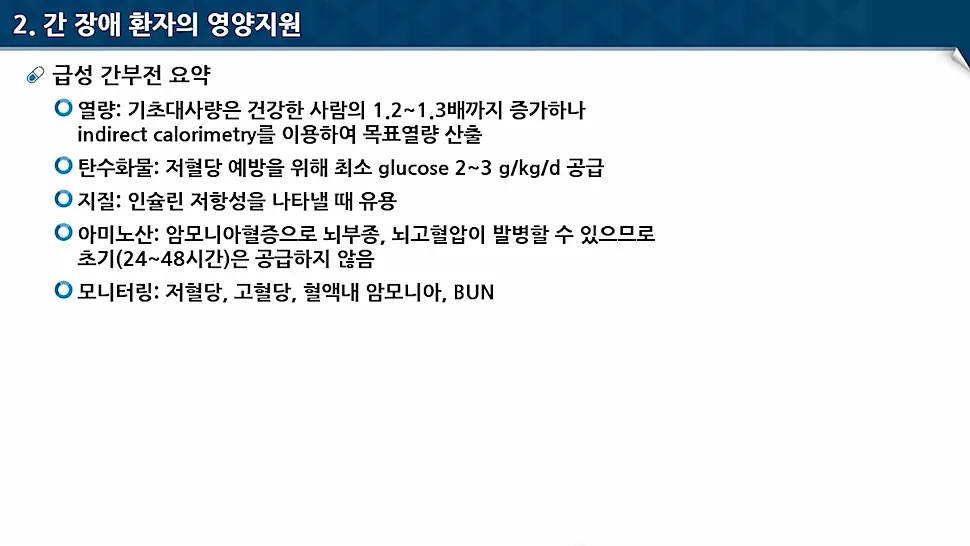 2. 간 장애 환자의 영양지원
급성 간부전 요약
열량: 기초대사량은 건강한 사람의 1.2~1.3배까지 증가하나
indirect calorimetry를 이용하여 목표열량 산출
탄수화물: 저혈당 예방을 위해 최소 glucose 2~3 g/kg/d 공급
지질: 인슐린 저항성을 나타낼 때 유용
아미노산: 암모니아혈증으로 뇌부종, 뇌고혈압이 발병할 수 있으므로
초기(24~48시간)은 공급하지 않음
모니터링: 저혈당, 고혈당, 혈액내 암모니아, BUN